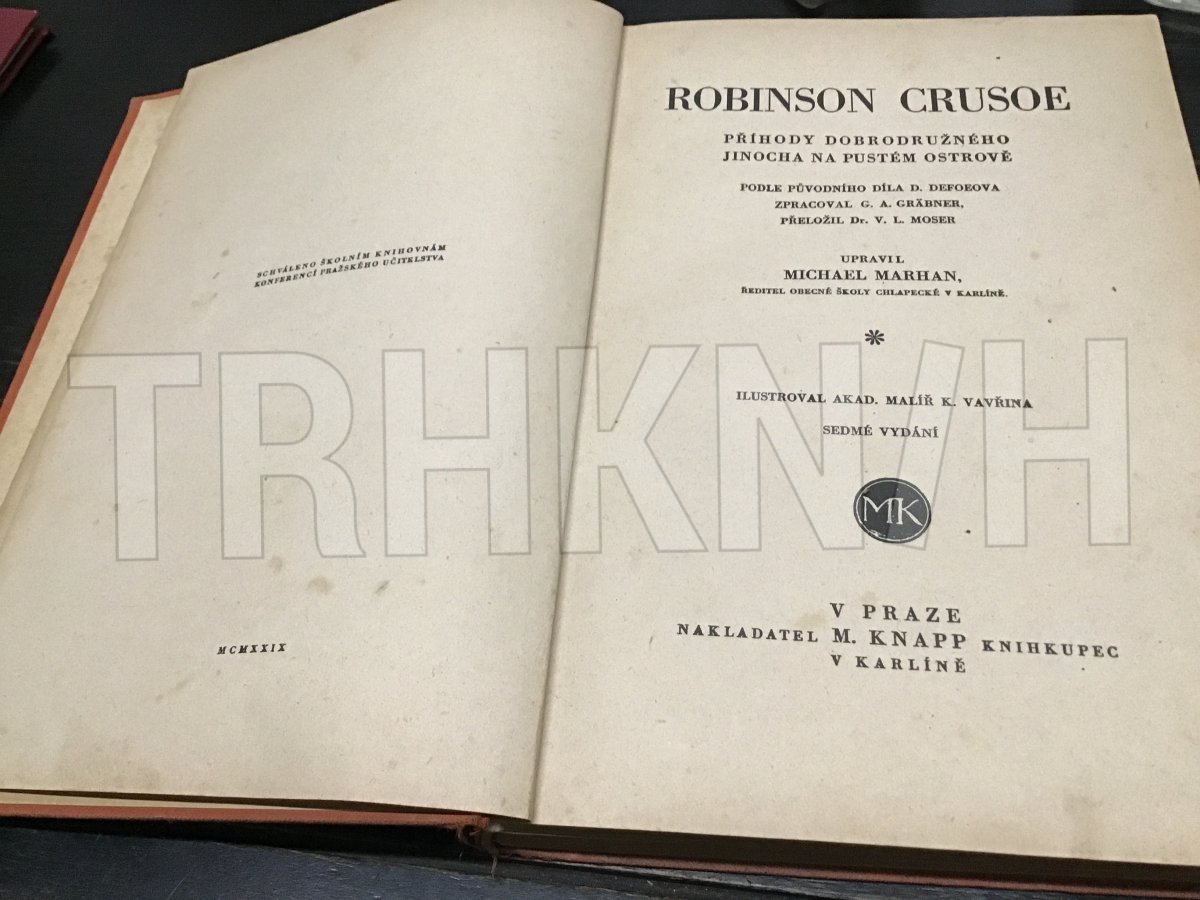 SCHVÁLENO ŠKOLNÍM KNIHOVNÁM
KONFERENCÍ PRAŽSKÉHO UČITELSTVA
MCMXXIX
ROBINSON CRUSOE
PŘÍHODY DOBRODRUŽNÉHO
JINOCHA NA PUSTÉM OSTROVĚ
PODLE PŮVODNÍHO DÍLA D. DEFOEOVA
ZPRACOVAL G. A. GRÄBNER,
PŘELOŽIL Dr. V. L. MOSER
UPRAVIL
MICHAEL MARHAN,
ŘEDITEL OBECNÉ ŠKOLY CHLAPECKÉ V KARLÍNĚ.
ILUSTROVAL AKAD. MALÍŘ K. VAVŘINA
SEDMÉ VYDÁNÍ
MK
V PRAZE
NAKLADATEL M. KNAPP KNIHKUPEC
V KARLÍNĚ
TRHKNIH